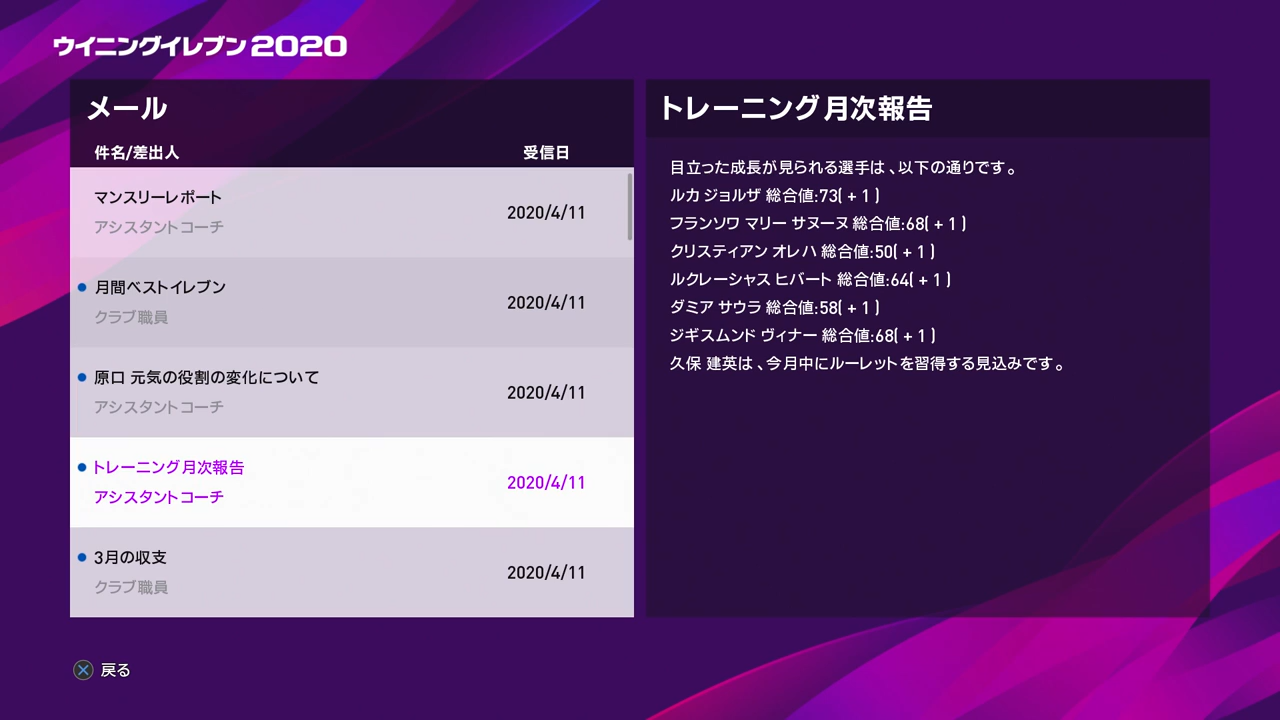 ウイニングイレブン 2020
メール
件名/差出人 受信日
マンスリーレポート
アシスタントコーチ
2020/4/11
月間ベストイレブン
クラブ職員
2020/4/11
原口 元気の役割の変化について
アシスタントコーチ
2020/4/11
トレーニング月次報告
アシスタントコーチ
2020/4/11
3月の収支
クラブ職員
2020/4/11
トレーニング月次報告
目立った成長が見られる選手は、以下の通りです。
ルカ ジョルザ 総合値:73( + 1 )
フランソワ マリー サヌーヌ 総合値:68( + 1 )
クリスティアン オレハ 総合値:50( + 1 )
ルクレーシャス ヒバート 総合値:64( + 1 )
ダミア サウラ 総合値:58( + 1 )
ジギスムンド ヴィナー 総合値:68( + 1 )
久保 建英は、今月中にルーレットを習得する見込みです。
戻る